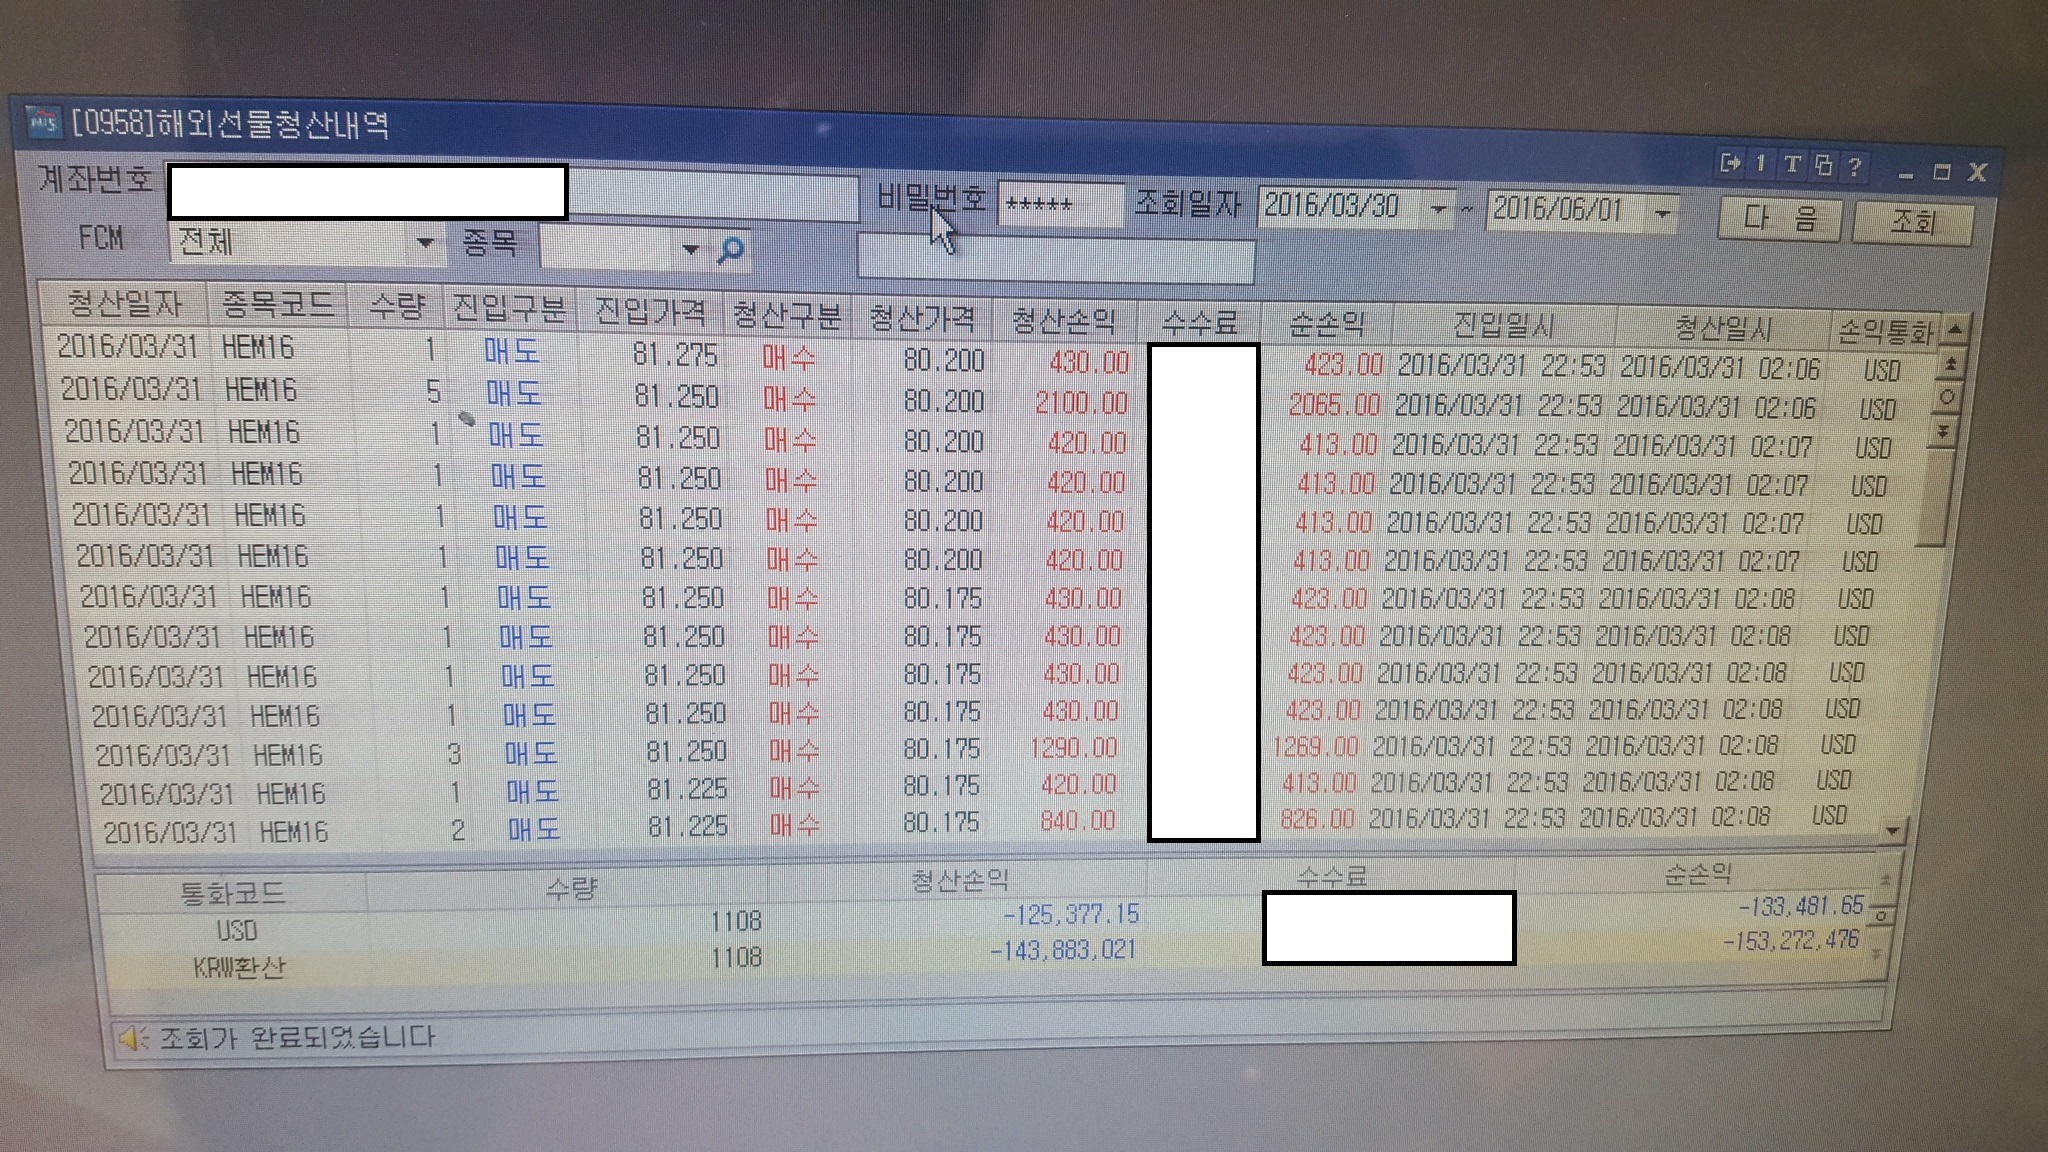 [0958]해외선물청산내역
계좌번호 비밀번호 ***** 조회일자 2016/03/30 ~ 2016/06/01 다 음 조회
FCM 전체 종목
청산일자 종목코드 수량 진입구분 진입가격 청산구분 청산가격 청산손익 수수료 순손익 진입일시 청산일시 손익통화
2016/03/31 HEM16 1 매도 81.275 매수 80.200 430.00 423.00 2016/03/31 22:53 2016/03/31 02:06 USD
2016/03/31 HEM16 5 매도 81.250 매수 80.200 2100.00 2065.00 2016/03/31 22:53 2016/03/31 02:06 USD
2016/03/31 HEM16 1 매도 81.250 매수 80.200 420.00 413.00 2016/03/31 22:53 2016/03/31 02:07 USD
2016/03/31 HEM16 1 매도 81.250 매수 80.200 420.00 413.00 2016/03/31 22:53 2016/03/31 02:07 USD
2016/03/31 HEM16 1 매도 81.250 매수 80.200 420.00 413.00 2016/03/31 22:53 2016/03/31 02:07 USD
2016/03/31 HEM16 1 매도 81.250 매수 80.200 420.00 413.00 2016/03/31 22:53 2016/03/31 02:07 USD
2016/03/31 HEM16 1 매도 81.250 매수 80.175 430.00 423.00 2016/03/31 22:53 2016/03/31 02:08 USD
2016/03/31 HEM16 1 매도 81.250 매수 80.175 430.00 423.00 2016/03/31 22:53 2016/03/31 02:08 USD
2016/03/31 HEM16 1 매도 81.250 매수 80.175 430.00 423.00 2016/03/31 22:53 2016/03/31 02:08 USD
2016/03/31 HEM16 1 매도 81.250 매수 80.175 430.00 423.00 2016/03/31 22:53 2016/03/31 02:08 USD
2016/03/31 HEM16 3 매도 81.250 매수 80.175 1290.00 1269.00 2016/03/31 22:53 2016/03/31 02:08 USD
2016/03/31 HEM16 1 매도 81.225 매수 80.175 420.00 413.00 2016/03/31 22:53 2016/03/31 02:08 USD
2016/03/31 HEM16 2 매도 81.225 매수 80.175 840.00 826.00 2016/03/31 22:53 2016/03/31 02:08 USD
통화코드 수량 청산손익 수수료 순손익
USD 1108 -125,377.15 -133,481.65
KRW환산 1108 -143,883,021 -153,272,476
조회가 완료되었습니다